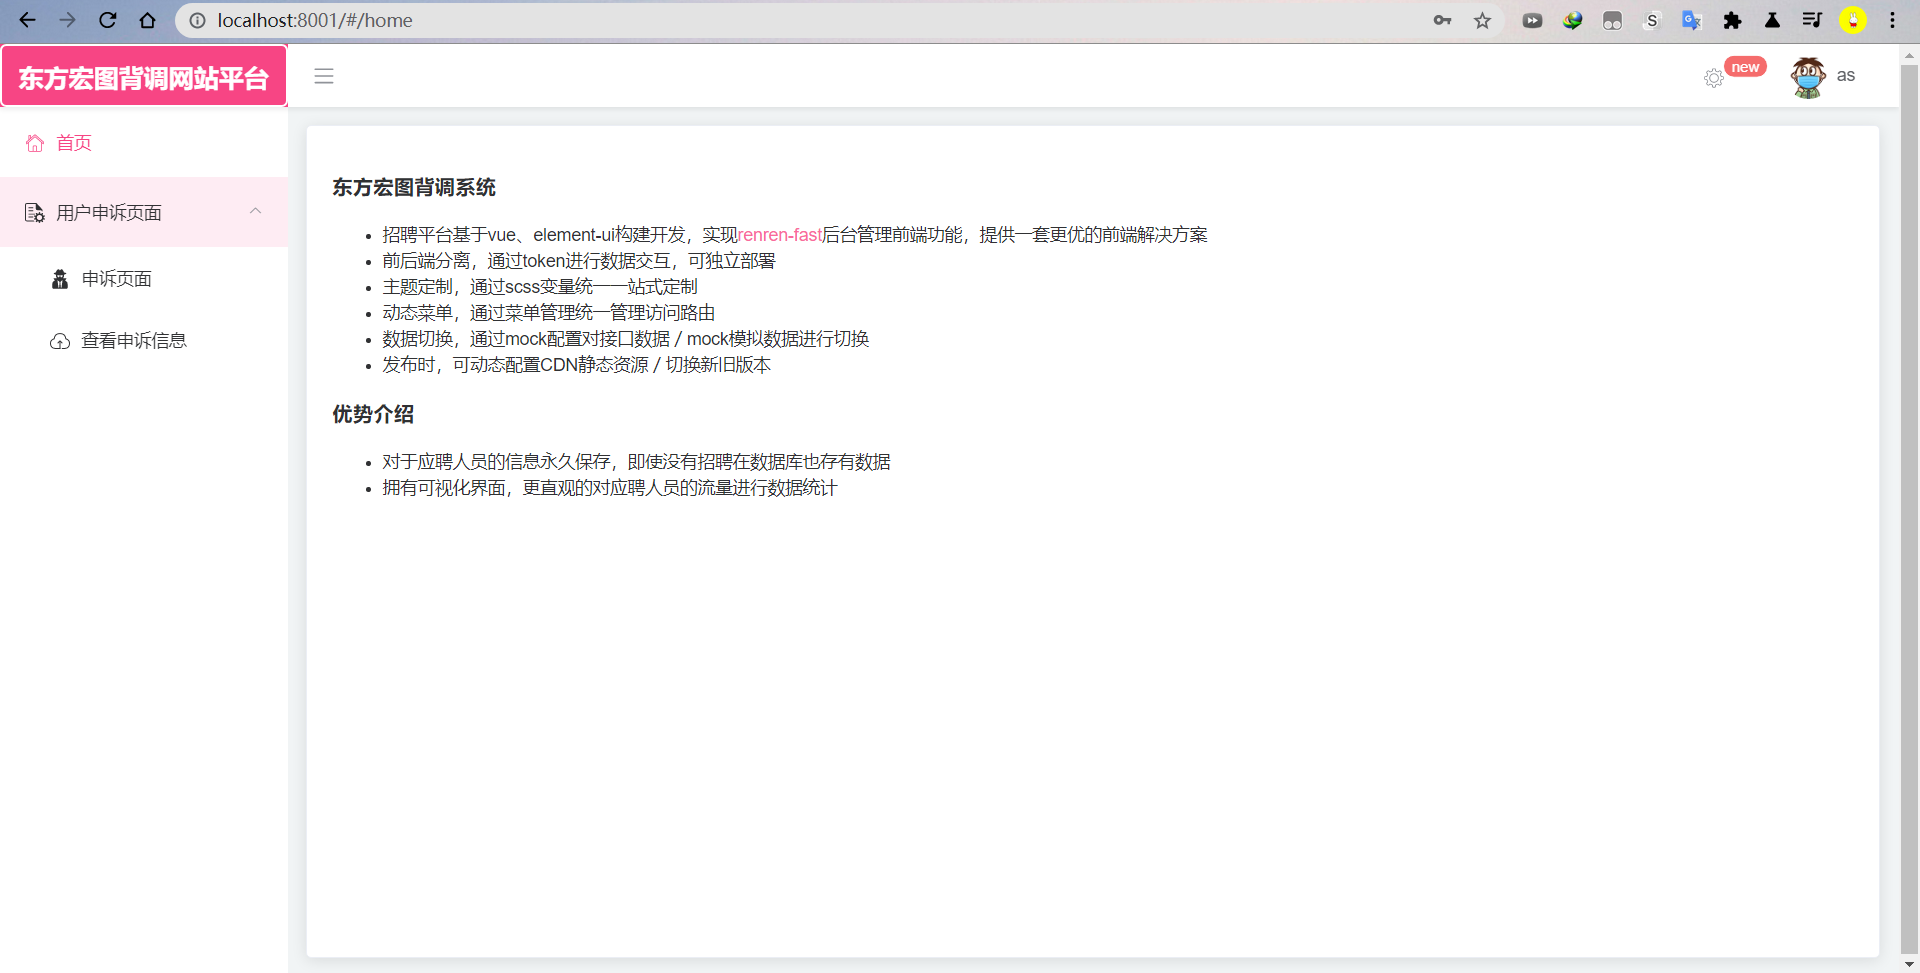 localhost:8001/#/home
东方宏图背调网站平台
new
as
首页
用户申诉页面
申诉页面
查看申诉信息
东方宏图背调系统
招聘平台基于vue、element-ui构建开发，实现renren-fast后台管理前端功能，提供一套更优的前端解决方案
前后端分离，通过token进行数据交互，可独立部署
主题定制，通过scss变量统一一站式定制
动态菜单，通过菜单管理统一管理访问路由
数据切换，通过mock配置对接口数据 / mock模拟数据进行切换
发布时，可动态配置CDN静态资源 / 切换新旧版本
优势介绍
对于应聘人员的信息永久保存，即使没有招聘在数据库也存有数据
拥有可视化界面，更直观的对应聘人员的流量进行数据统计